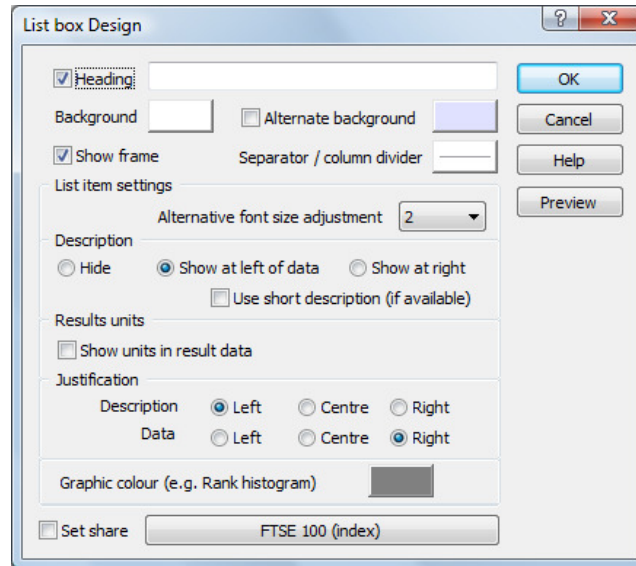 List box Design
Heading
OK
Background
Alternate background
Cancel
Show frame
Separator / column divider
Help
List item settings
Preview
Alternative font size adjustment 2
Description
Hide
Show at left of data
Show at right
Use short description (if available)
Results units
Show units in result data
Justification
Description Left Centre Right
Data Left Centre Right
Graphic colour (e.g. Rank histogram)
Set share
FTSE 100 (index)